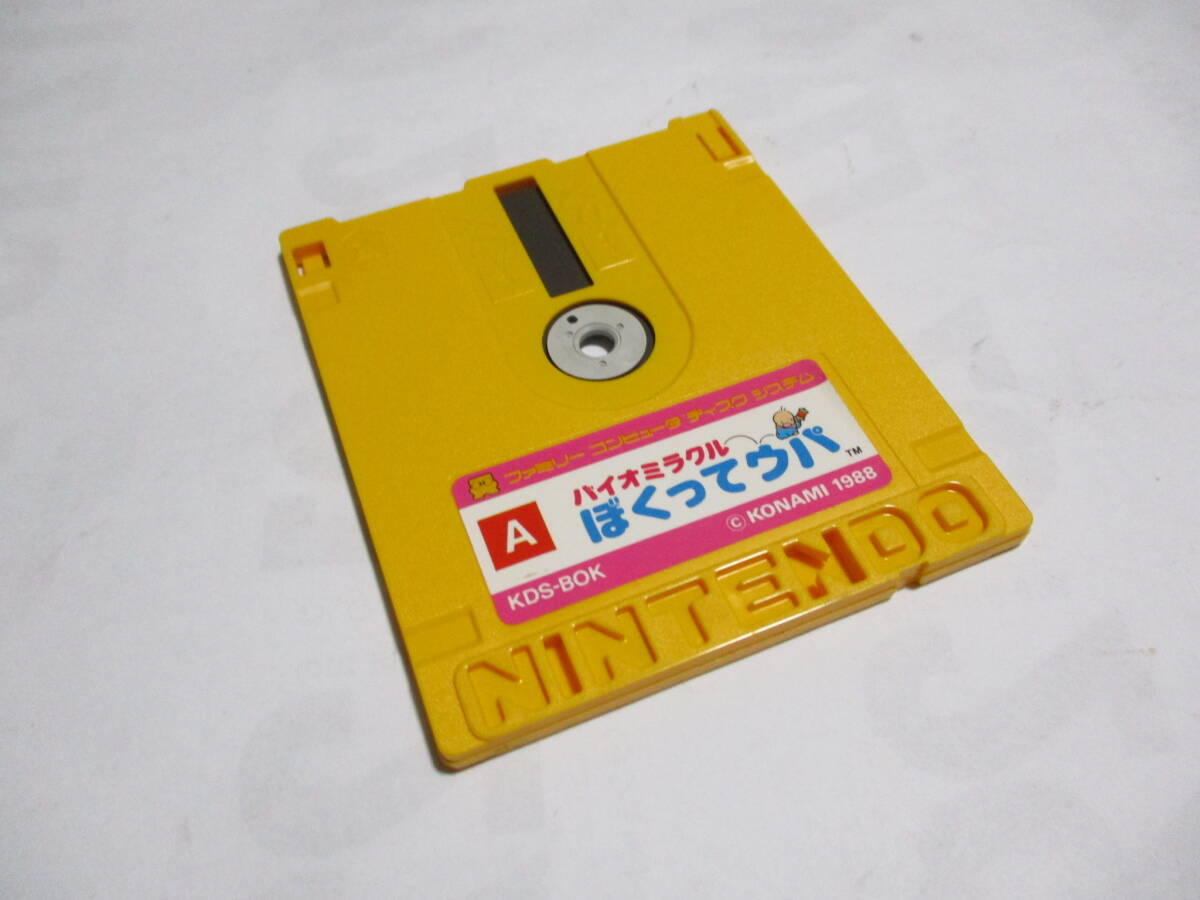 ファミリー コンピュータ ディスク システム
A
バイオミラクル
ぼくってウパ
TM
© KONAMI 1988
KDS-BOK
NINTENDO